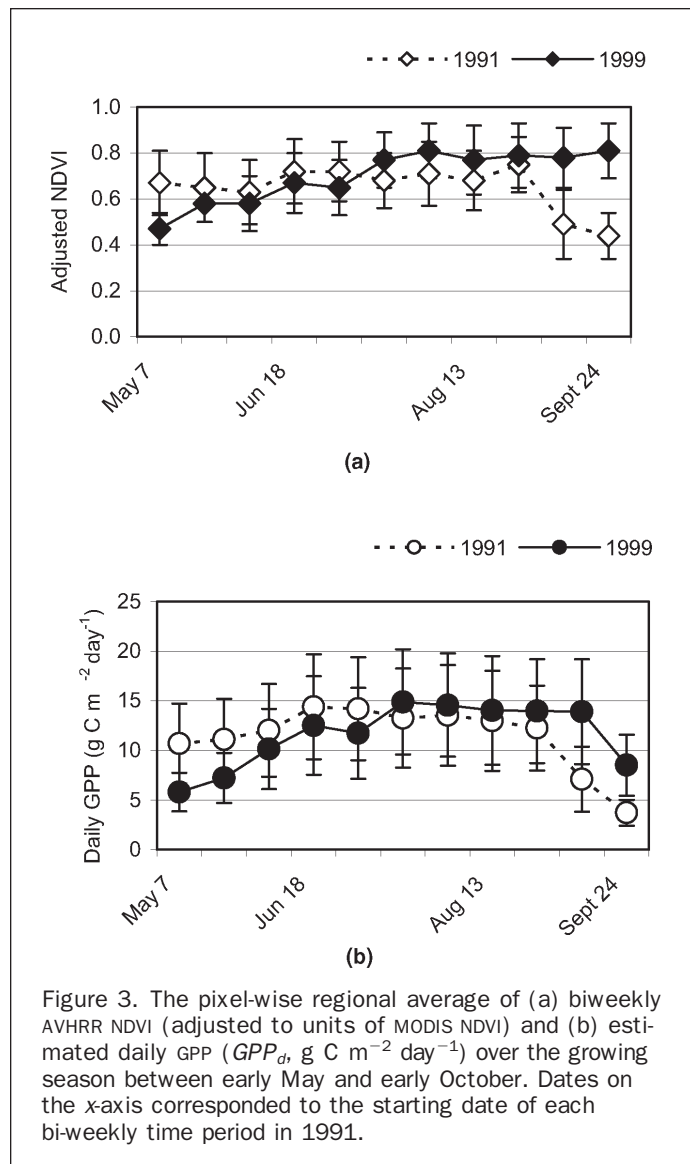 1991 1999
Adjusted NDVI
1.0
0.8
0.6
0.4
0.2
0.0
May 7 Jun 18 Aug 13 Sept 24
(a)
1991 1999
Daily GPP (g C m⁻² day⁻¹)
25
20
15
10
5
0
May 7 Jun 18 Aug 13 Sept 24
(b)
Figure 3. The pixel-wise regional average of (a) biweekly
AVHRR NDVI (adjusted to units of MODIS NDVI) and (b) esti-
mated daily GPP (GPP_d, g C m⁻² day⁻¹) over the growing
season between early May and early October. Dates on
the x-axis corresponded to the starting date of each
bi-weekly time period in 1991.